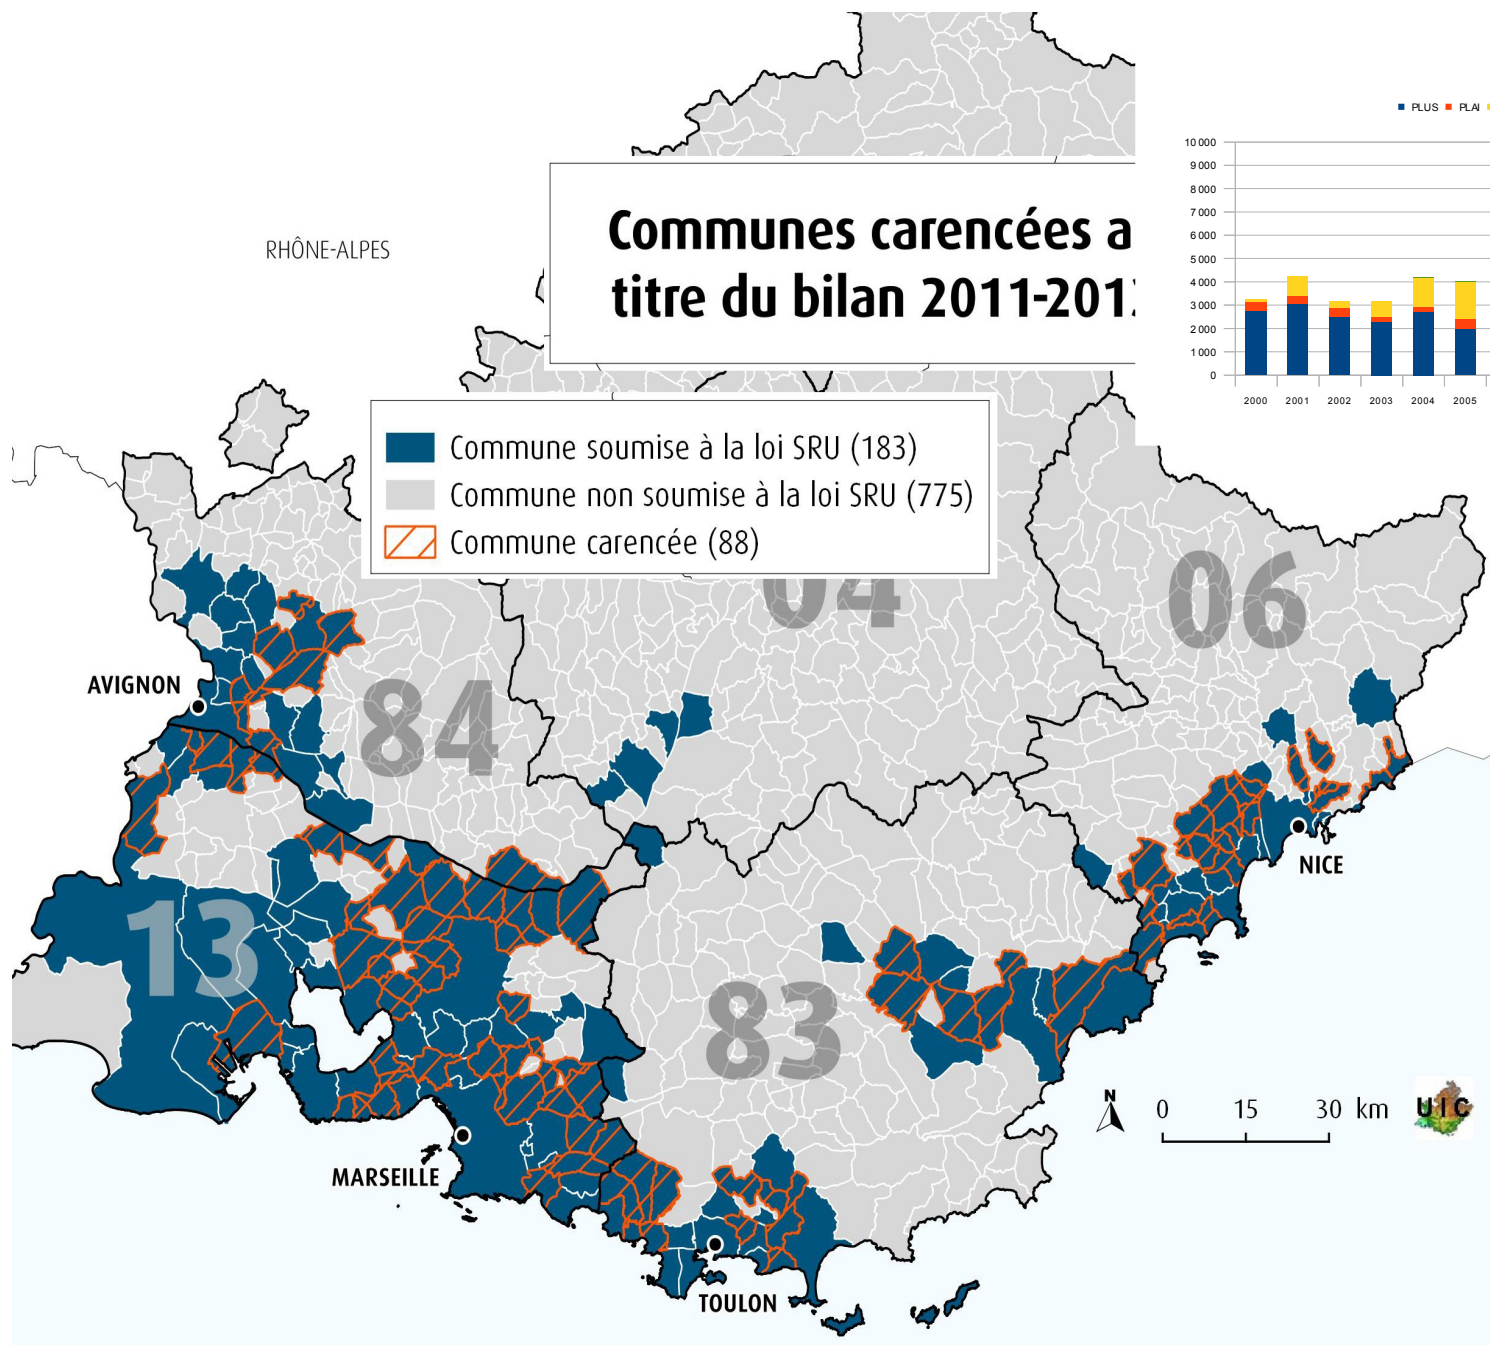 PLUS PLAI
10 000
9 000
8 000
7 000
6 000
5 000
4 000
3 000
2 000
1 000
0
2000 2001 2002 2003 2004 2005
RHÔNE-ALPES
Communes carencées a
titre du bilan 2011-201
Commune soumise à la loi SRU (183)
Commune non soumise à la loi SRU (775)
Commune carencée (88)
04
06
AVIGNON
84
NICE
13
83
N
0 15 30 km
UIC
MARSEILLE
TOULON